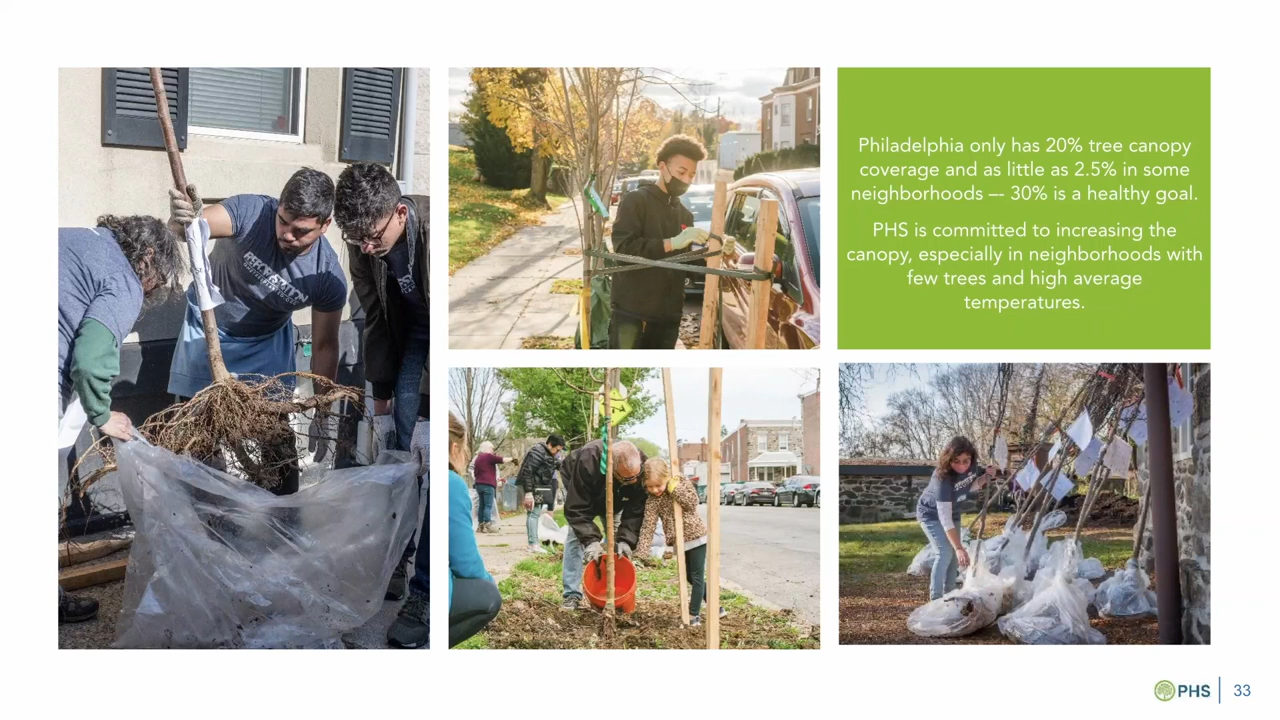 Philadelphia only has 20% tree canopy
coverage and as little as 2.5% in some
neighborhoods –- 30% is a healthy goal.
PHS is committed to increasing the
canopy, especially in neighborhoods with
few trees and high average
temperatures.
PHS
33